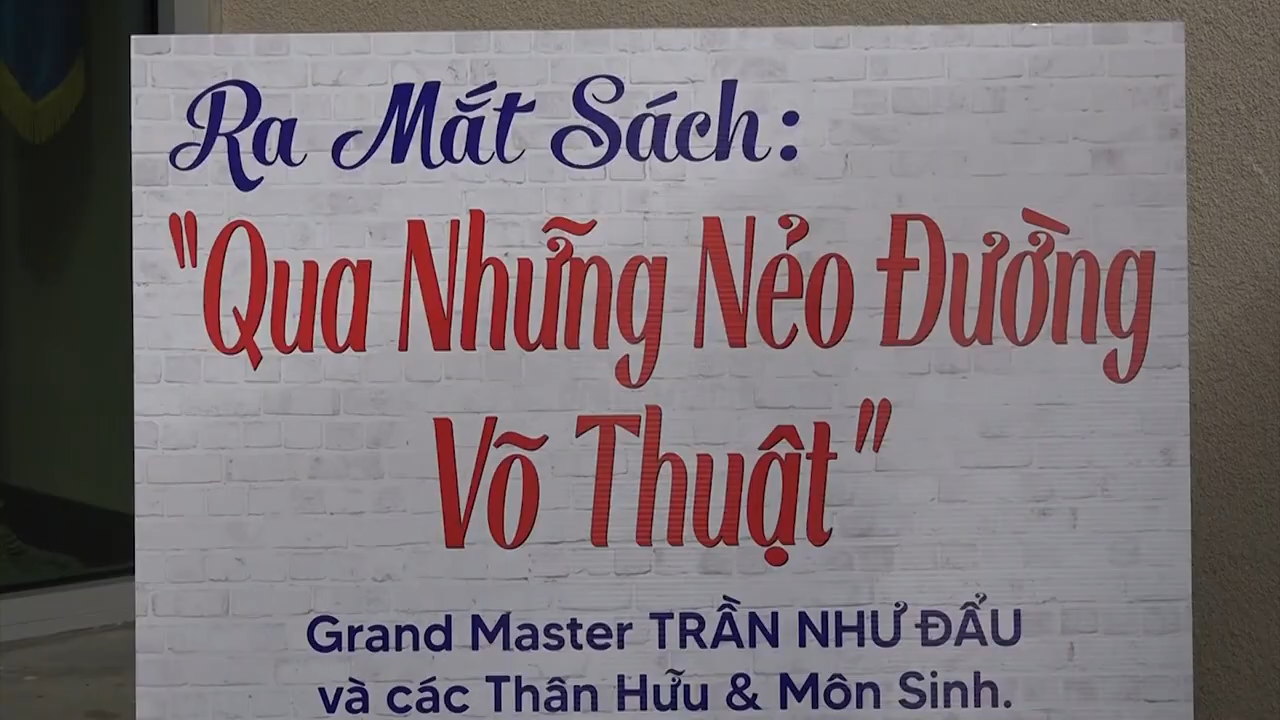 Ra Mắt Sách:
"Qua Những Nẻo Đường
Võ Thuật"
Grand Master TRẦN NHƯ ĐẨU
và các Thân Hữu & Môn Sinh.